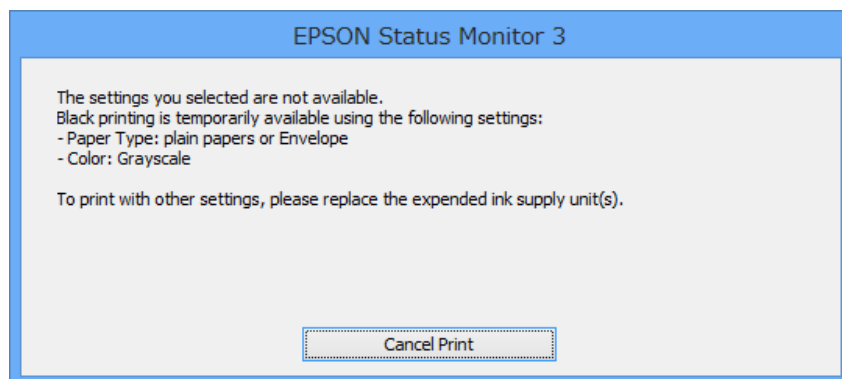 EPSON Status Monitor 3
The settings you selected are not available.
Black printing is temporarily available using the following settings:
- Paper Type: plain papers or Envelope
- Color: Grayscale
To print with other settings, please replace the expended ink supply unit(s).
Cancel Print